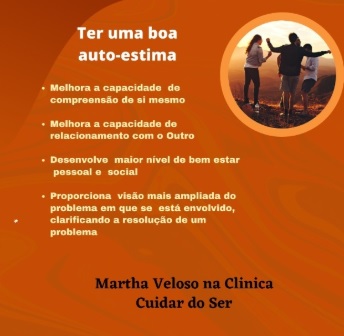 Ter uma boa
auto-estima
Melhora a capacidade de
compreensão de si mesmo
Melhora a capacidade de
relacionamento com o Outro
Desenvolve maior nivel de bem estar
pessoal e social
Proporciona visão mais ampliada do
problema em que se está envolvido,
clarificando a resolução de um
problema
Martha Veloso na Clinica
Cuidar do Ser